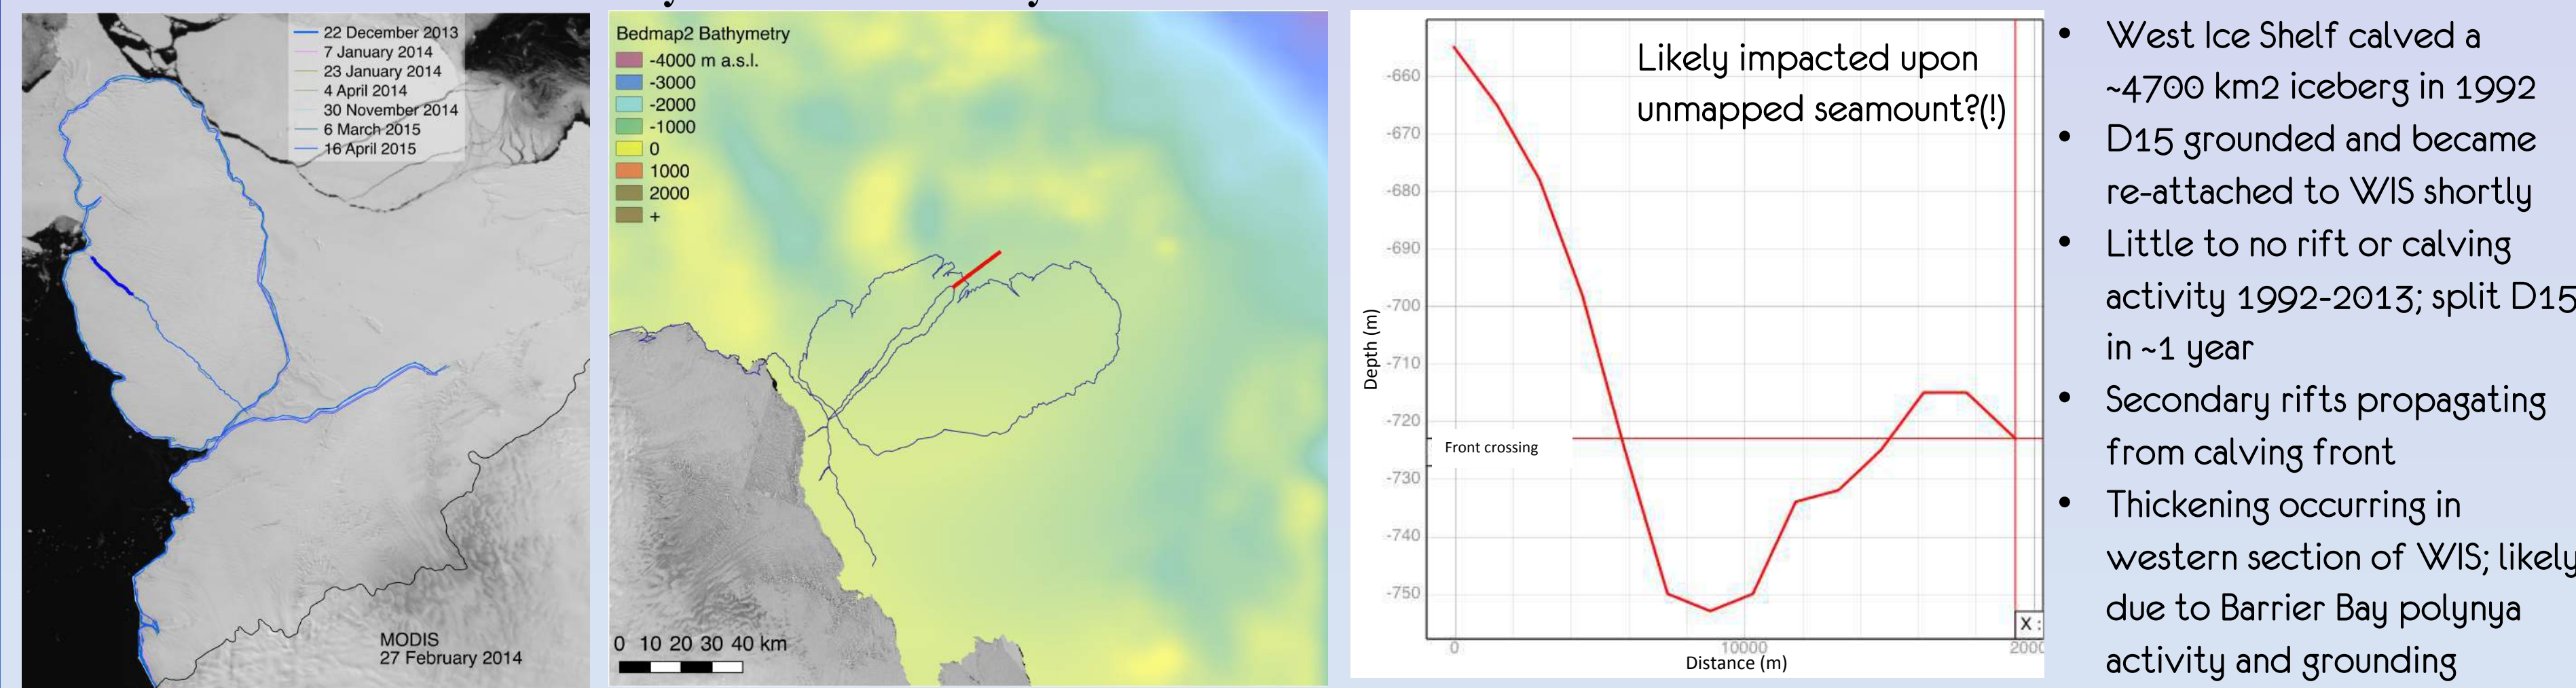 22 December 2013
7 January 2014
23 January 2014
4 April 2014
30 November 2014
6 March 2015
16 April 2015
MODIS
27 February 2014
Bedmap2 Bathymetry
-4000 m a.s.l.
-3000
-2000
-1000
0
1000
2000
+
0 10 20 30 40 km
Likely impacted upon
unmapped seamount?(!)
-660
-670
-680
-690
-700
-710
-720
-730
-740
-750
Depth (m)
Front crossing
X :
0 10000 2000
Distance (m)
• West Ice Shelf calved a
~4700 km2 iceberg in 1992
• D15 grounded and became
re-attached to WIS shortly
• Little to no rift or calving
activity 1992-2013; split D15
in ~1 year
• Secondary rifts propagating
from calving front
• Thickening occurring in
western section of WIS; likely
due to Barrier Bay polynya
activity and grounding